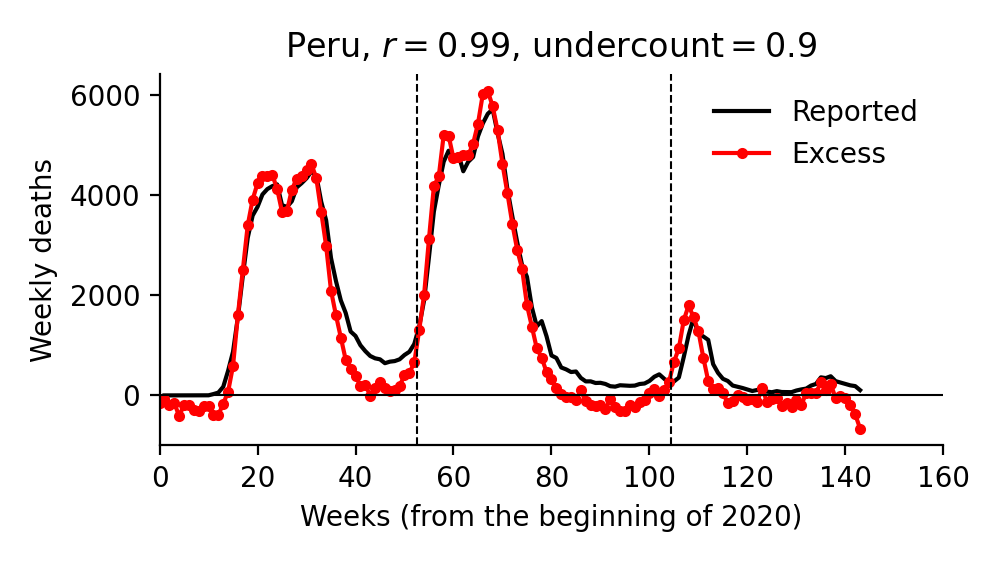 Peru, r = 0.99, undercount = 0.9
Reported
Excess
Weekly deaths
6000
4000
2000
0
0 20 40 60 80 100 120 140 160
Weeks (from the beginning of 2020)